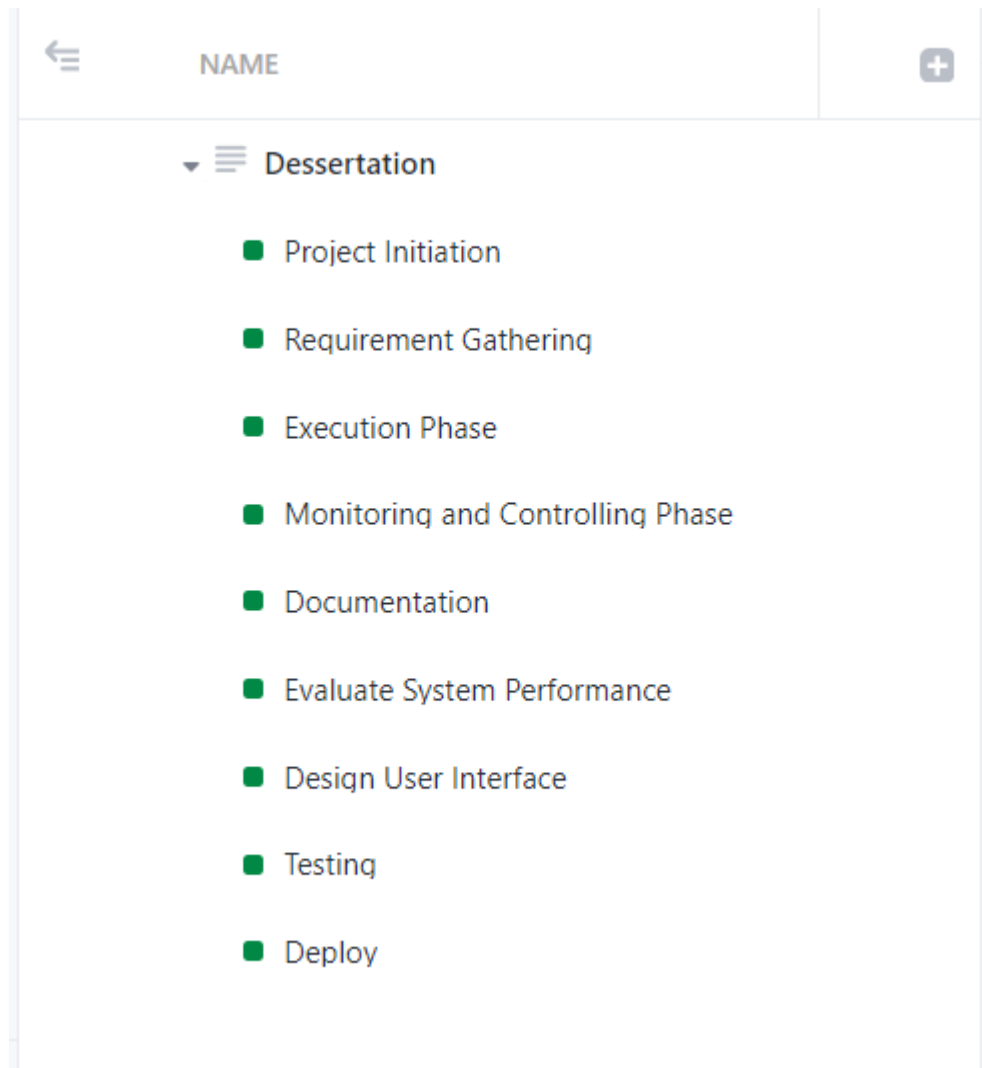 NAME
Dessertation
Project Initiation
Requirement Gathering
Execution Phase
Monitoring and Controlling Phase
Documentation
Evaluate System Performance
Design User Interface
Testing
Deploy